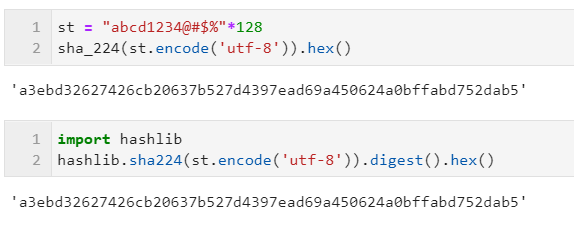 1 st = "abcd1234@#$%"*128
2 sha_224(st.encode('utf-8')).hex()
'a3ebd32627426cb20637b527d4397ead69a450624a0bffabd752dab5'
1 import hashlib
2 hashlib.sha224(st.encode('utf-8')).digest().hex()
'a3ebd32627426cb20637b527d4397ead69a450624a0bffabd752dab5'